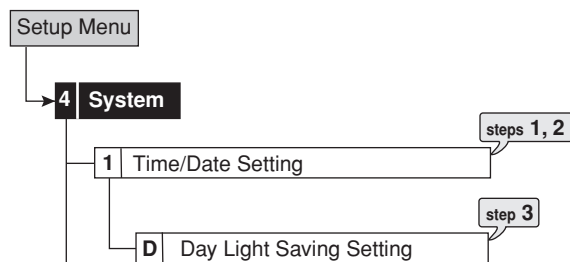 Setup Menu
4 System
steps 1, 2
1 Time/Date Setting
step 3
D Day Light Saving Setting